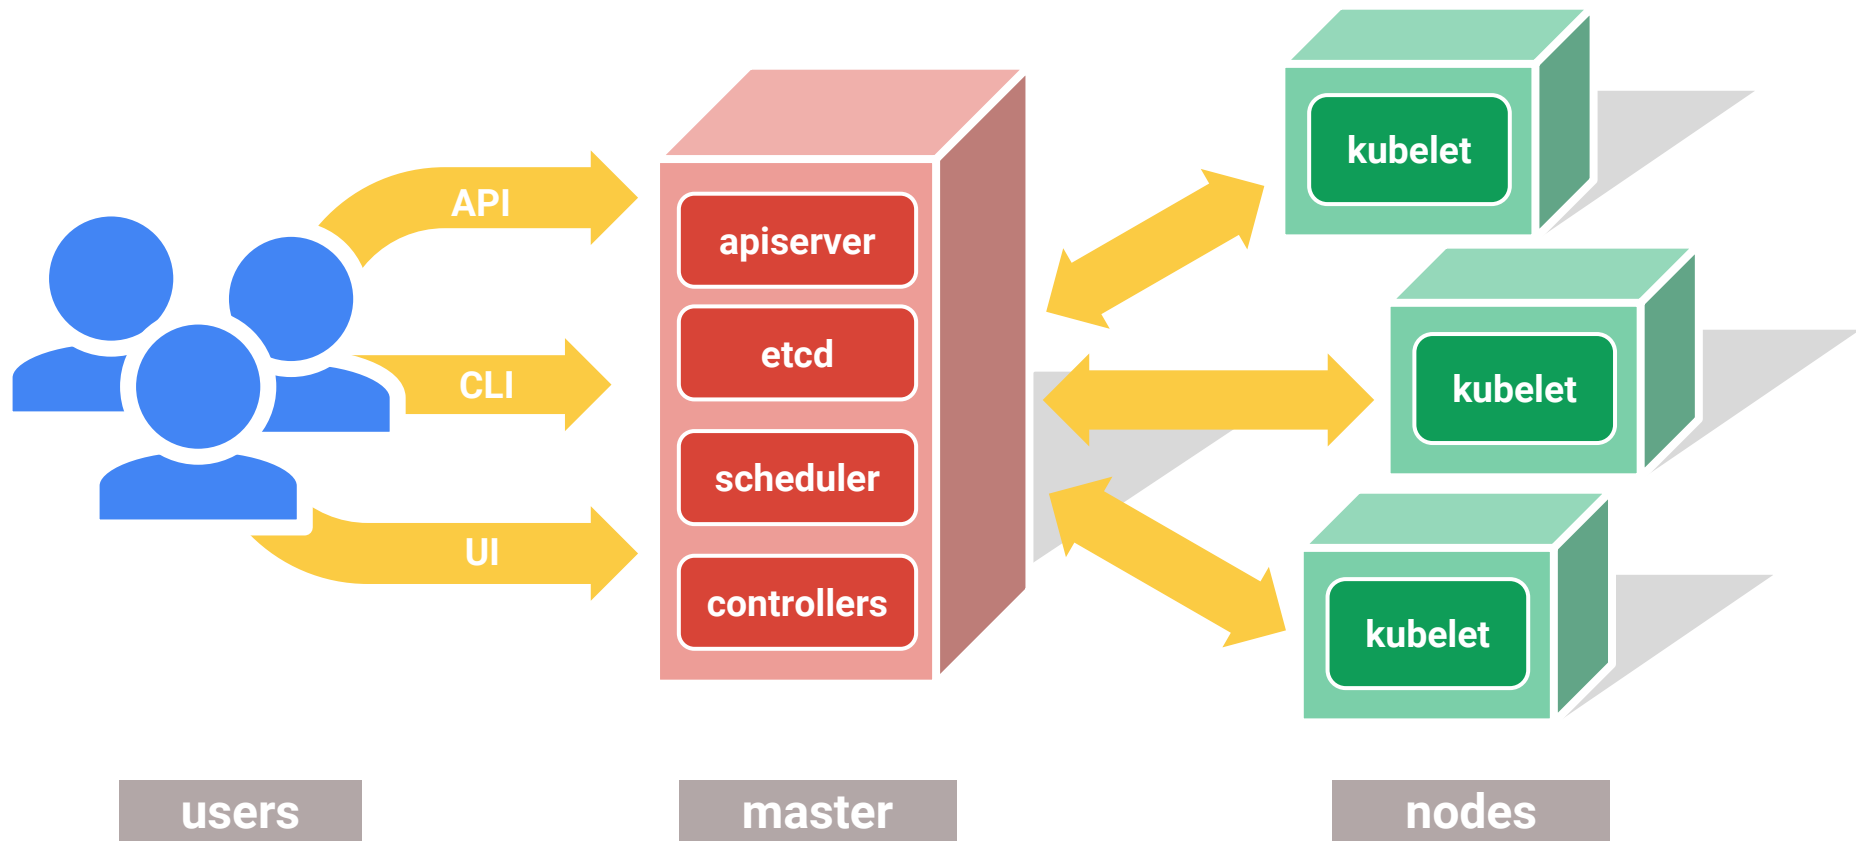 API
CLI
UI
apiserver
etcd
scheduler
controllers
kubelet
kubelet
kubelet
users
master
nodes